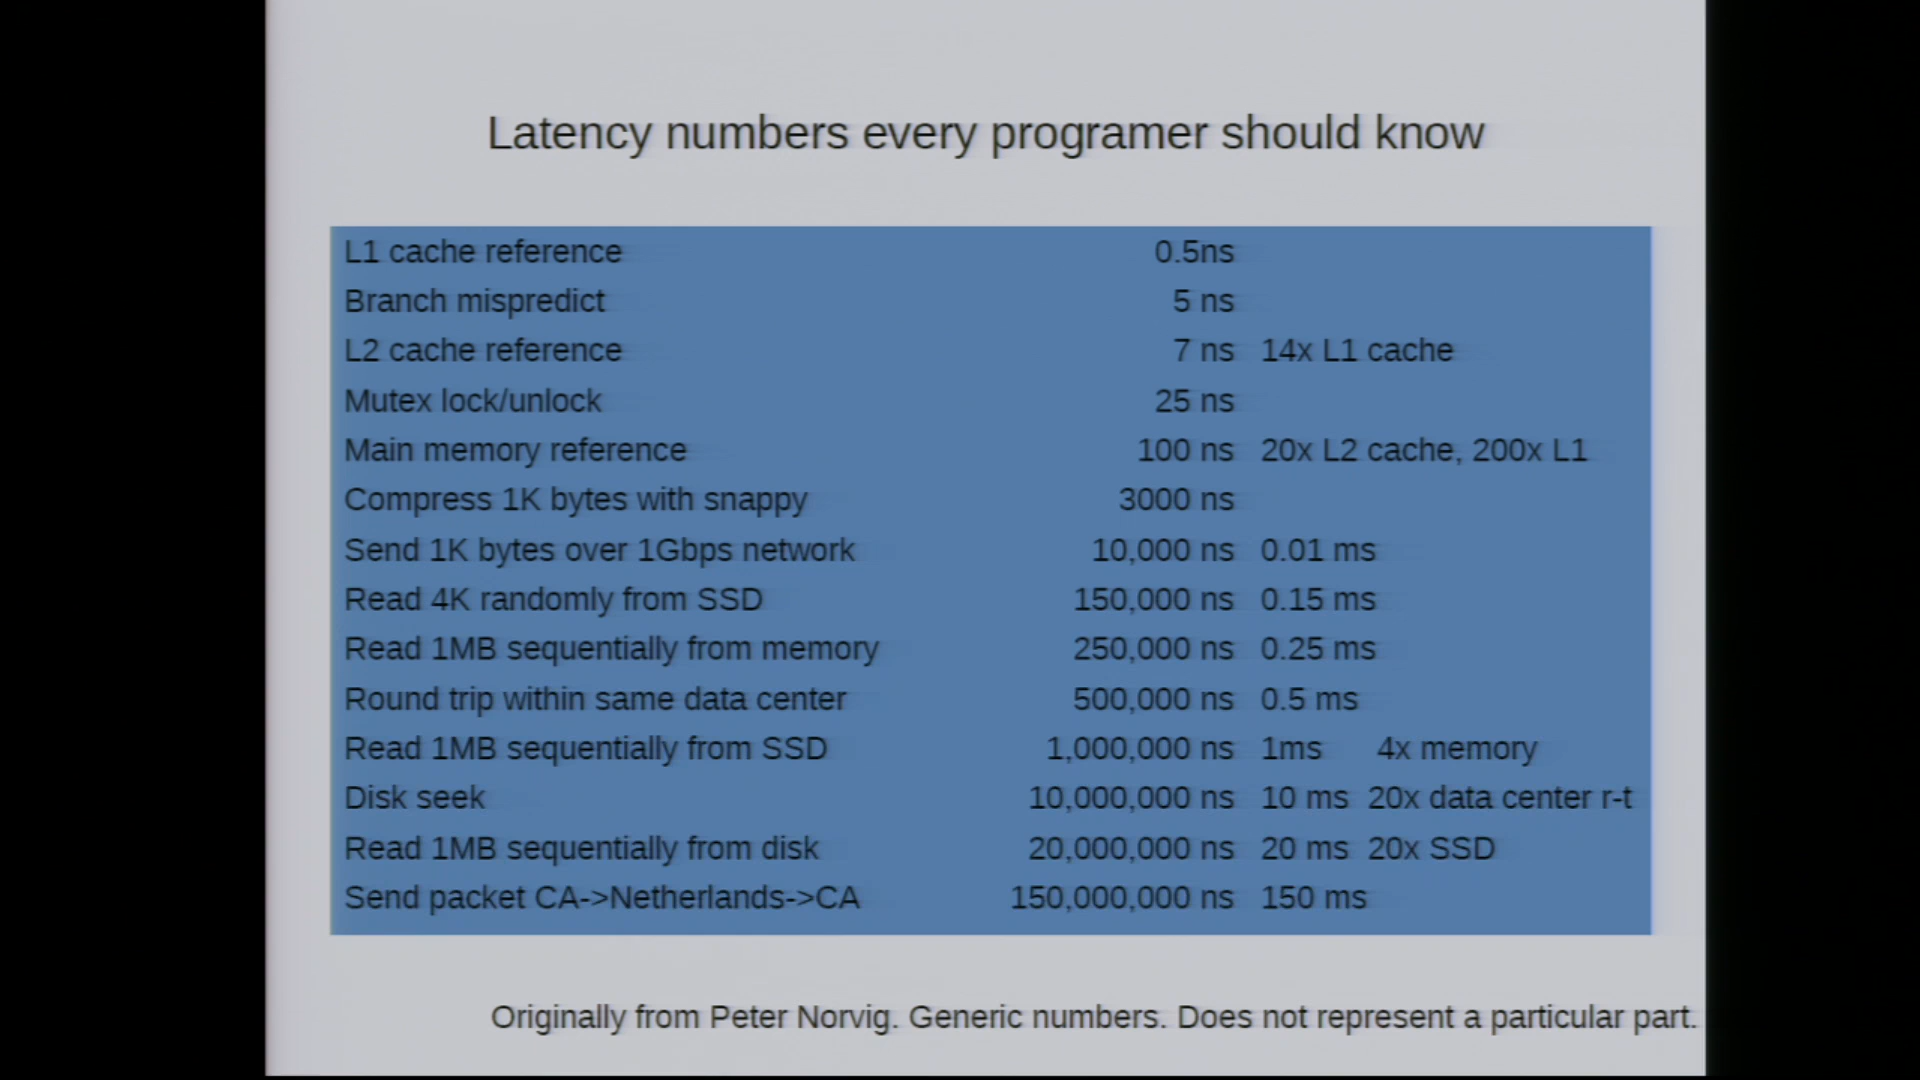 Latency numbers every programer should know
L1 cache reference 0.5ns
Branch mispredict 5 ns
L2 cache reference 7 ns 14x L1 cache
Mutex lock/unlock 25 ns
Main memory reference 100 ns 20x L2 cache, 200x L1
Compress 1K bytes with snappy 3000 ns
Send 1K bytes over 1Gbps network 10,000 ns 0.01 ms
Read 4K randomly from SSD 150,000 ns 0.15 ms
Read 1MB sequentially from memory 250,000 ns 0.25 ms
Round trip within same data center 500,000 ns 0.5 ms
Read 1MB sequentially from SSD 1,000,000 ns 1ms 4x memory
Disk seek 10,000,000 ns 10 ms 20x data center r-t
Read 1MB sequentially from disk 20,000,000 ns 20 ms 20x SSD
Send packet CA->Netherlands->CA 150,000,000 ns 150 ms
Originally from Peter Norvig. Generic numbers. Does not represent a particular part.